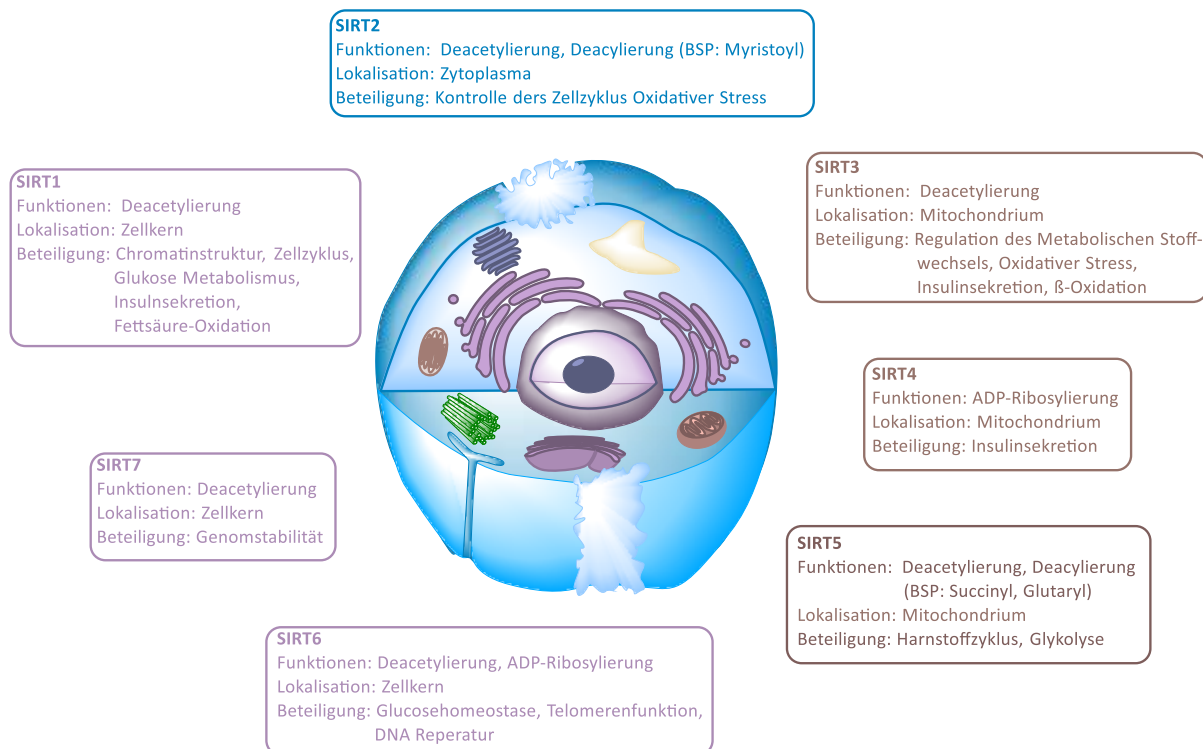 SIRT2
Funktionen: Deacetylierung, Deacylierung (BSP: Myristoyl)
Lokalisation: Zytoplasma
Beteiligung: Kontrolle ders Zellzyklus Oxidativer Stress
SIRT1
Funktionen: Deacetylierung
Lokalisation: Zellkern
Beteiligung: Chromatinstruktur, Zellzyklus,
Glukose Metabolismus,
Insulnsekretion,
Fettsäure-Oxidation
SIRT3
Funktionen: Deacetylierung
Lokalisation: Mitochondrium
Beteiligung: Regulation des Metabolischen Stoff-
wechsels, Oxidativer Stress,
Insulinsekretion, ß-Oxidation
SIRT4
Funktionen: ADP-Ribosylierung
Lokalisation: Mitochondrium
Beteiligung: Insulinsekretion
SIRT7
Funktionen: Deacetylierung
Lokalisation: Zellkern
Beteiligung: Genomstabilität
SIRT5
Funktionen: Deacetylierung, Deacylierung
(BSP: Succinyl, Glutaryl)
Lokalisation: Mitochondrium
Beteiligung: Harnstoffzyklus, Glykolyse
SIRT6
Funktionen: Deacetylierung, ADP-Ribosylierung
Lokalisation: Zellkern
Beteiligung: Glucosehomeostase, Telomerenfunktion,
DNA Reperatur